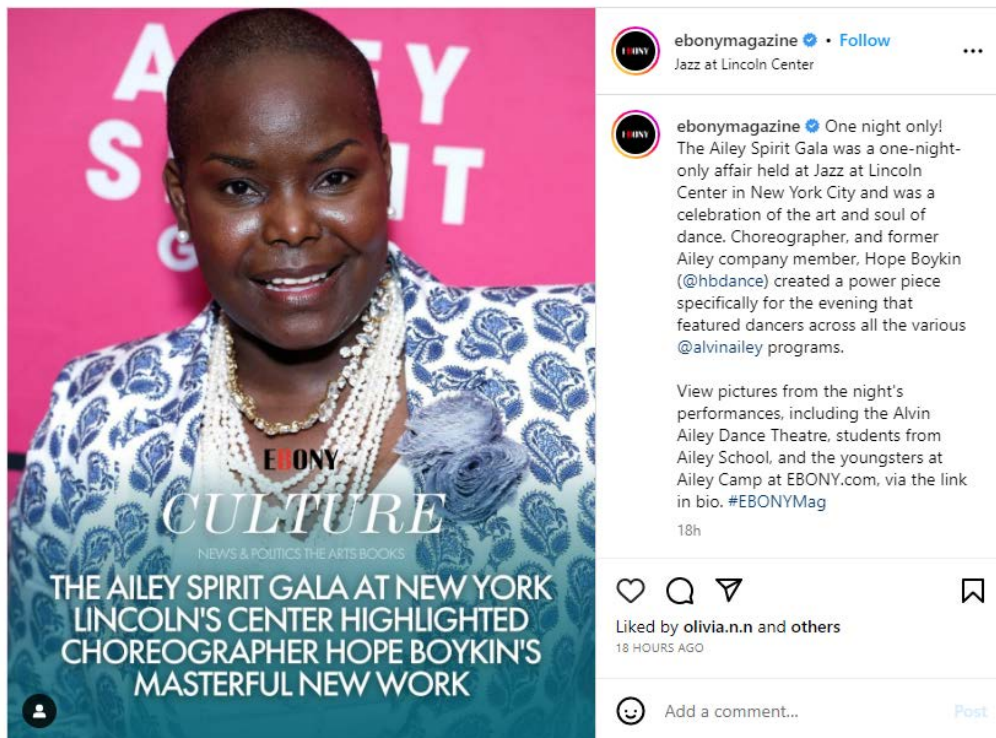 AILEY
SPIRIT
G
EBONY
CULTURE
NEWS & POLITICS THE ARTS BOOKS
THE AILEY SPIRIT GALA AT NEW YORK
LINCOLN'S CENTER HIGHLIGHTED
CHOREOGRAPHER HOPE BOYKIN'S
MASTERFUL NEW WORK
EBONY
ebonymagazine • Follow
Jazz at Lincoln Center
EBONY
ebonymagazine One night only!
The Ailey Spirit Gala was a one-night-
only affair held at Jazz at Lincoln
Center in New York City and was a
celebration of the art and soul of
dance. Choreographer, and former
Ailey company member, Hope Boykin
(@hbdance) created a power piece
specifically for the evening that
featured dancers across all the various
@alvinailey programs.
View pictures from the night's
performances, including the Alvin
Ailey Dance Theatre, students from
Ailey School, and the youngsters at
Ailey Camp at EBONY.com, via the link
in bio. #EBONYMag
18h
Liked by olivia.n.n and others
18 HOURS AGO
Add a comment...
Post